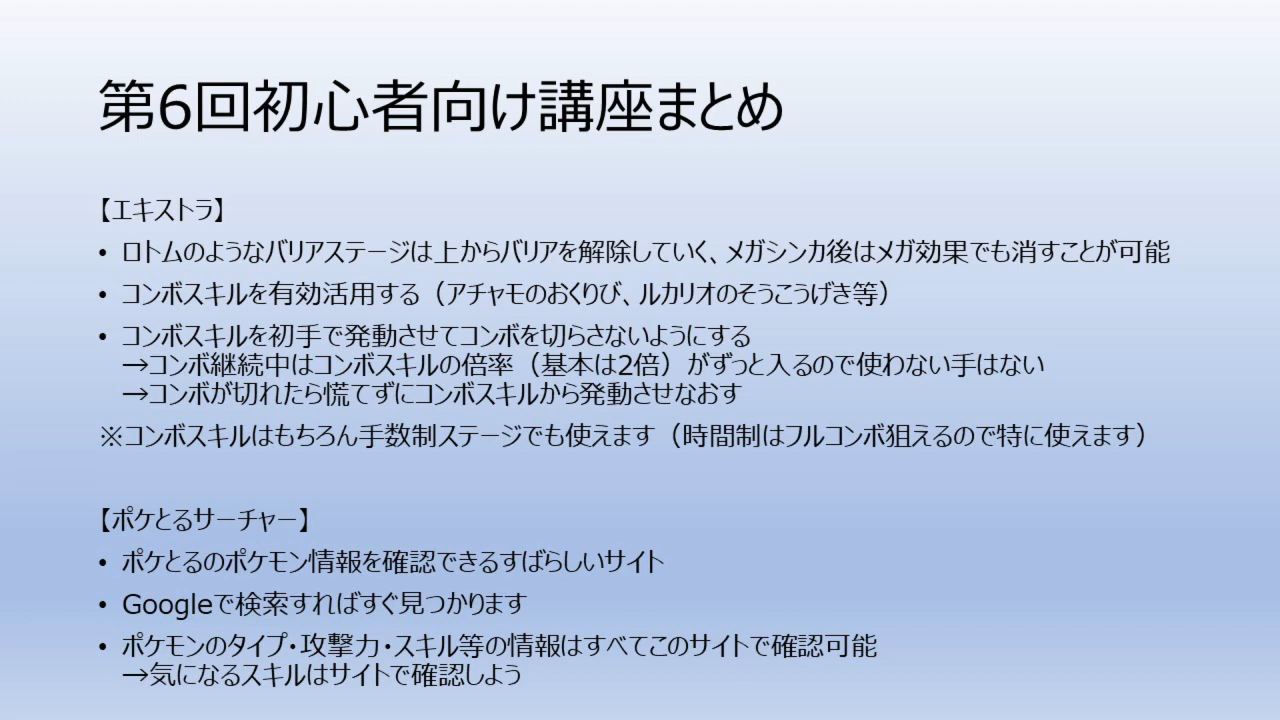 第6回初心者向け講座まとめ
【エキストラ】
• ロトムのようなバリアステージは上からバリアを解除していく、メガシンカ後はメガ効果でも消すことが可能
• コンボスキルを有効活用する（アチャモのおくりび、ルカリオのそうこうげき等）
• コンボスキルを初手で発動させてコンボを切らさないようにする
→コンボ継続中はコンボスキルの倍率（基本は2倍）がずっと入るので使わない手はない
→コンボが切れたら慌てずにコンボスキルから発動させなおす
※コンボスキルはもちろん手数制ステージでも使えます（時間制はフルコンボ狙えるので特に使えます）
【ポケとるサーチャー】
• ポケとるのポケモン情報を確認できるすばらしいサイト
• Googleで検索すればすぐ見つかります
• ポケモンのタイプ・攻撃力・スキル等の情報はすべてこのサイトで確認可能
→気になるスキルはサイトで確認しよう